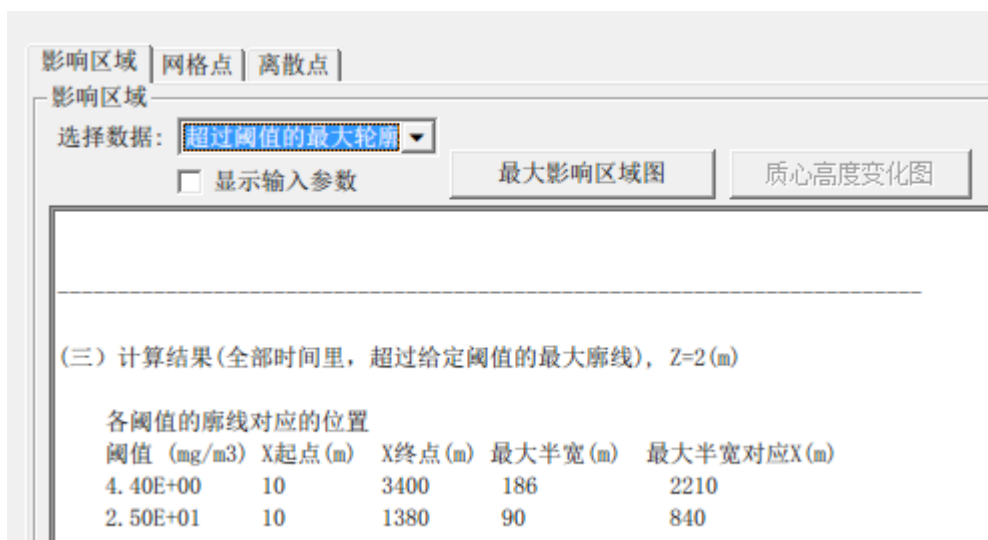 影响区域 网格点 离散点
影响区域
选择数据: 超过阈值的最大轮廓
显示输入参数 最大影响区域图 质心高度变化图
(三) 计算结果(全部时间里, 超过给定阈值的最大廓线), Z=2(m)
各阈值的廓线对应的位置
阈值 (mg/m3) X起点(m) X终点(m) 最大半宽(m) 最大半宽对应X(m)
4.40E+00 10 3400 186 2210
2.50E+01 10 1380 90 840